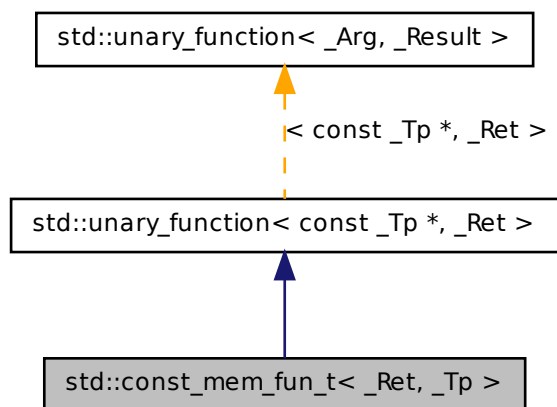 std::unary_function< _Arg, _Result >
< const _Tp *, _Ret >
std::unary_function< const _Tp *, _Ret >
std::const_mem_fun_t< _Ret, _Tp >